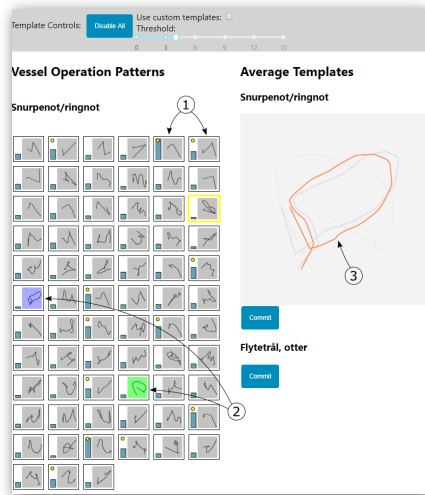 Template Controls:
Disable All
Use custom templates:
Threshold:
0 3 6 9 12 15
Vessel Operation Patterns
Average Templates
Snurpenot/ringnot
Snurpenot/ringnot
1
3
Commit
Flytetrål, otter
Commit
2